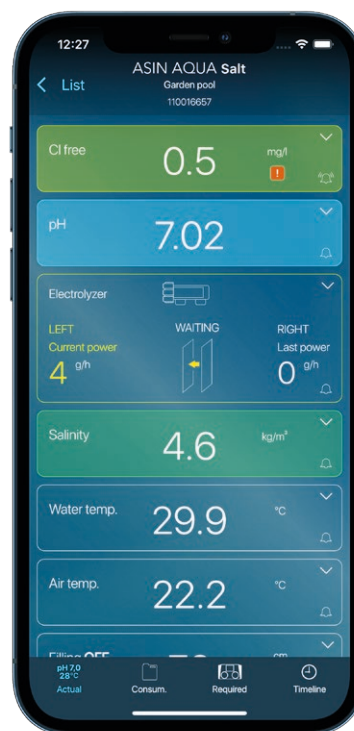 12:27
ASIN AQUA Salt
List
Garden pool
110016657
Cl free
0.5
mg/l
!
pH
7.02
Electrolyzer
LEFT
WAITING
RIGHT
Current power
Last power
4 g/h
0 g/h
Salinity
4.6
kg/m³
Water temp.
29.9
°C
Air temp.
22.2
°C
Filling OFF
cm
pH 7,0
28°C
Actual
Consum.
Required
Timeline